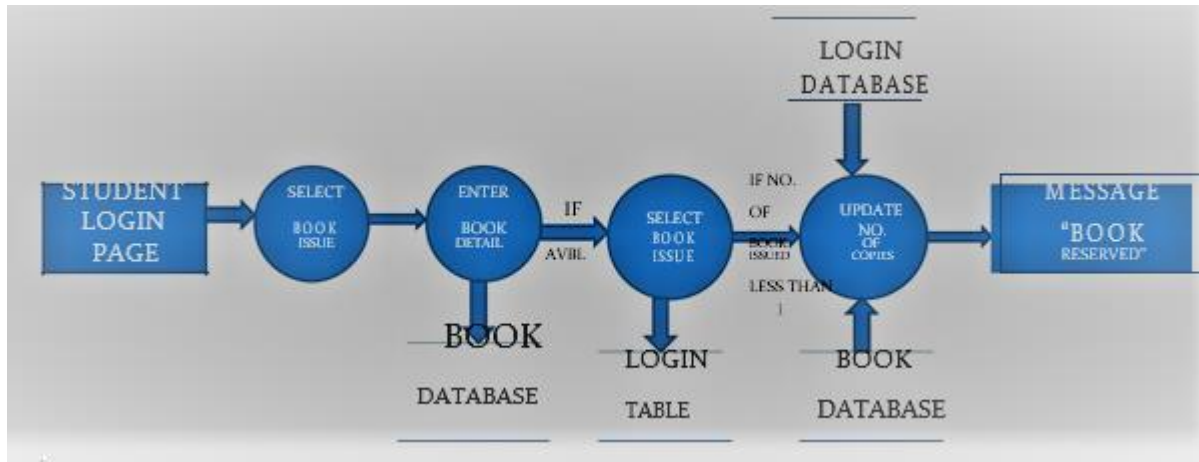 LOGIN
DATABASE
STUDENT
LOGIN
PAGE
SELECT
BOOK
ISSUE
ENTER
BOOK
DETAIL
IF
AVBL
SELECT
BOOK
ISSUE
IF NO.
OF
BOOK
ISSUED
LESS THAN
UPDATE
NO.
OF
COPIES
MESSAGE
"BOOK
RESERVED"
BOOK
DATABASE
LOGIN
TABLE
BOOK
DATABASE